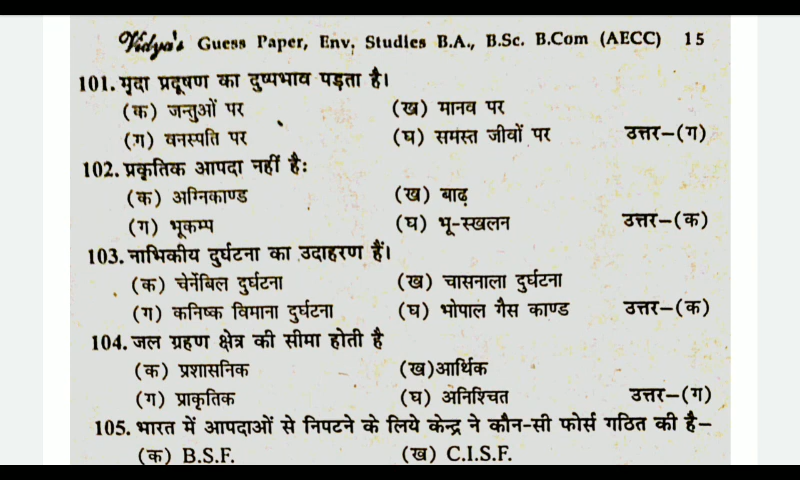 Vidya's Guess Paper, Env. Studies B.A., B.Sc. B.Com (AECC) 15
101. मृदा प्रदूषण का दुष्प्रभाव पड़ता है।
(क) जन्तुओं पर (ख) मानव पर
(ग) वनस्पति पर (घ) समस्त जीवों पर उत्तर–(ग)
102. प्रकृतिक आपदा नहीं है:
(क) अग्निकाण्ड (ख) बाढ़
(ग) भूकम्प (घ) भू-स्खलन उत्तर–(क)
103. नाभिकीय दुर्घटना का उदाहरण हैं।
(क) चेर्नेबिल दुर्घटना (ख) चासनाला दुर्घटना
(ग) कनिष्क विमाना दुर्घटना (घ) भोपाल गैस काण्ड उत्तर–(क)
104. जल ग्रहण क्षेत्र की सीमा होती है
(क) प्रशासनिक (ख)आर्थिक
(ग) प्राकृतिक (घ) अनिश्चित उत्तर–(ग)
105. भारत में आपदाओं से निपटने के लिये केन्द्र ने कौन-सी फोर्स गठित की है–
(क) B.S.F. (ख) C.I.S.F.